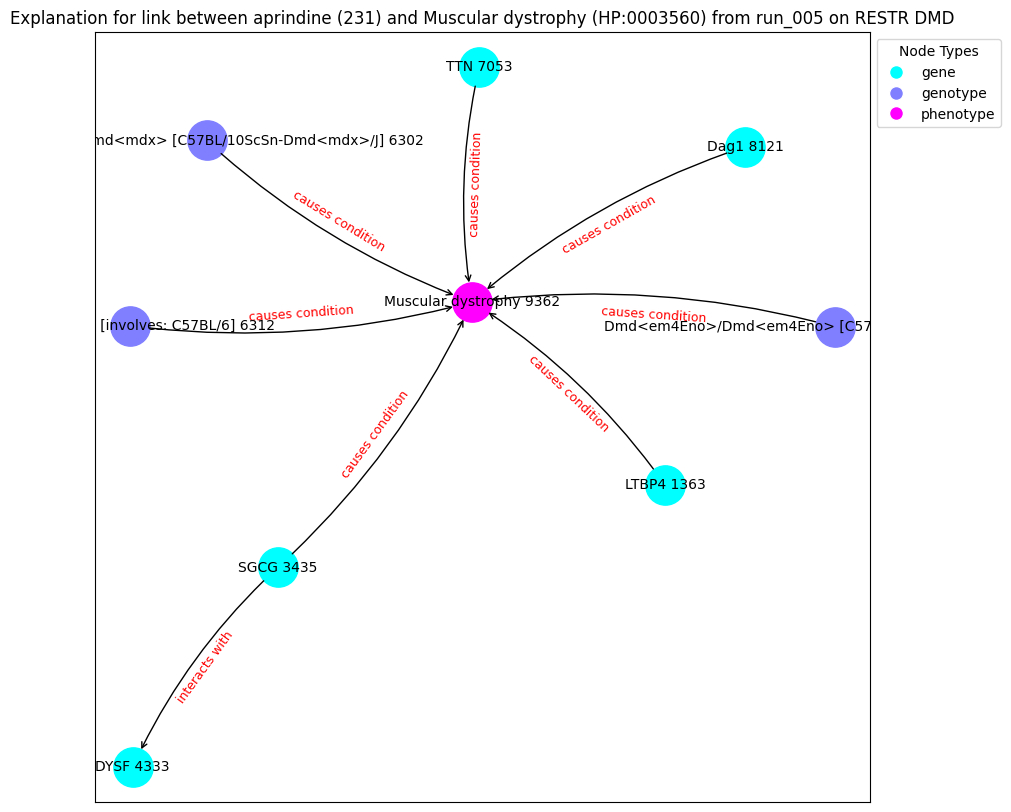 Explanation for link between aprindine (231) and Muscular dystrophy (HP:0003560) from run_005 on RESTR DMD
Node Types
gene
genotype
phenotype
TTN 7053
md<mdx> [C57BL/10ScSn-Dmd<mdx>/J] 6302
Dag1 8121
causes condition
causes condition
causes condition
Muscular dystrophy 9362
causes condition
[involves: C57BL/6] 6312
causes condition
Dmd<em4Eno>/Dmd<em4Eno> [C57
causes condition
causes condition
LTBP4 1363
SGCG 3435
interacts with
DYSF 4333